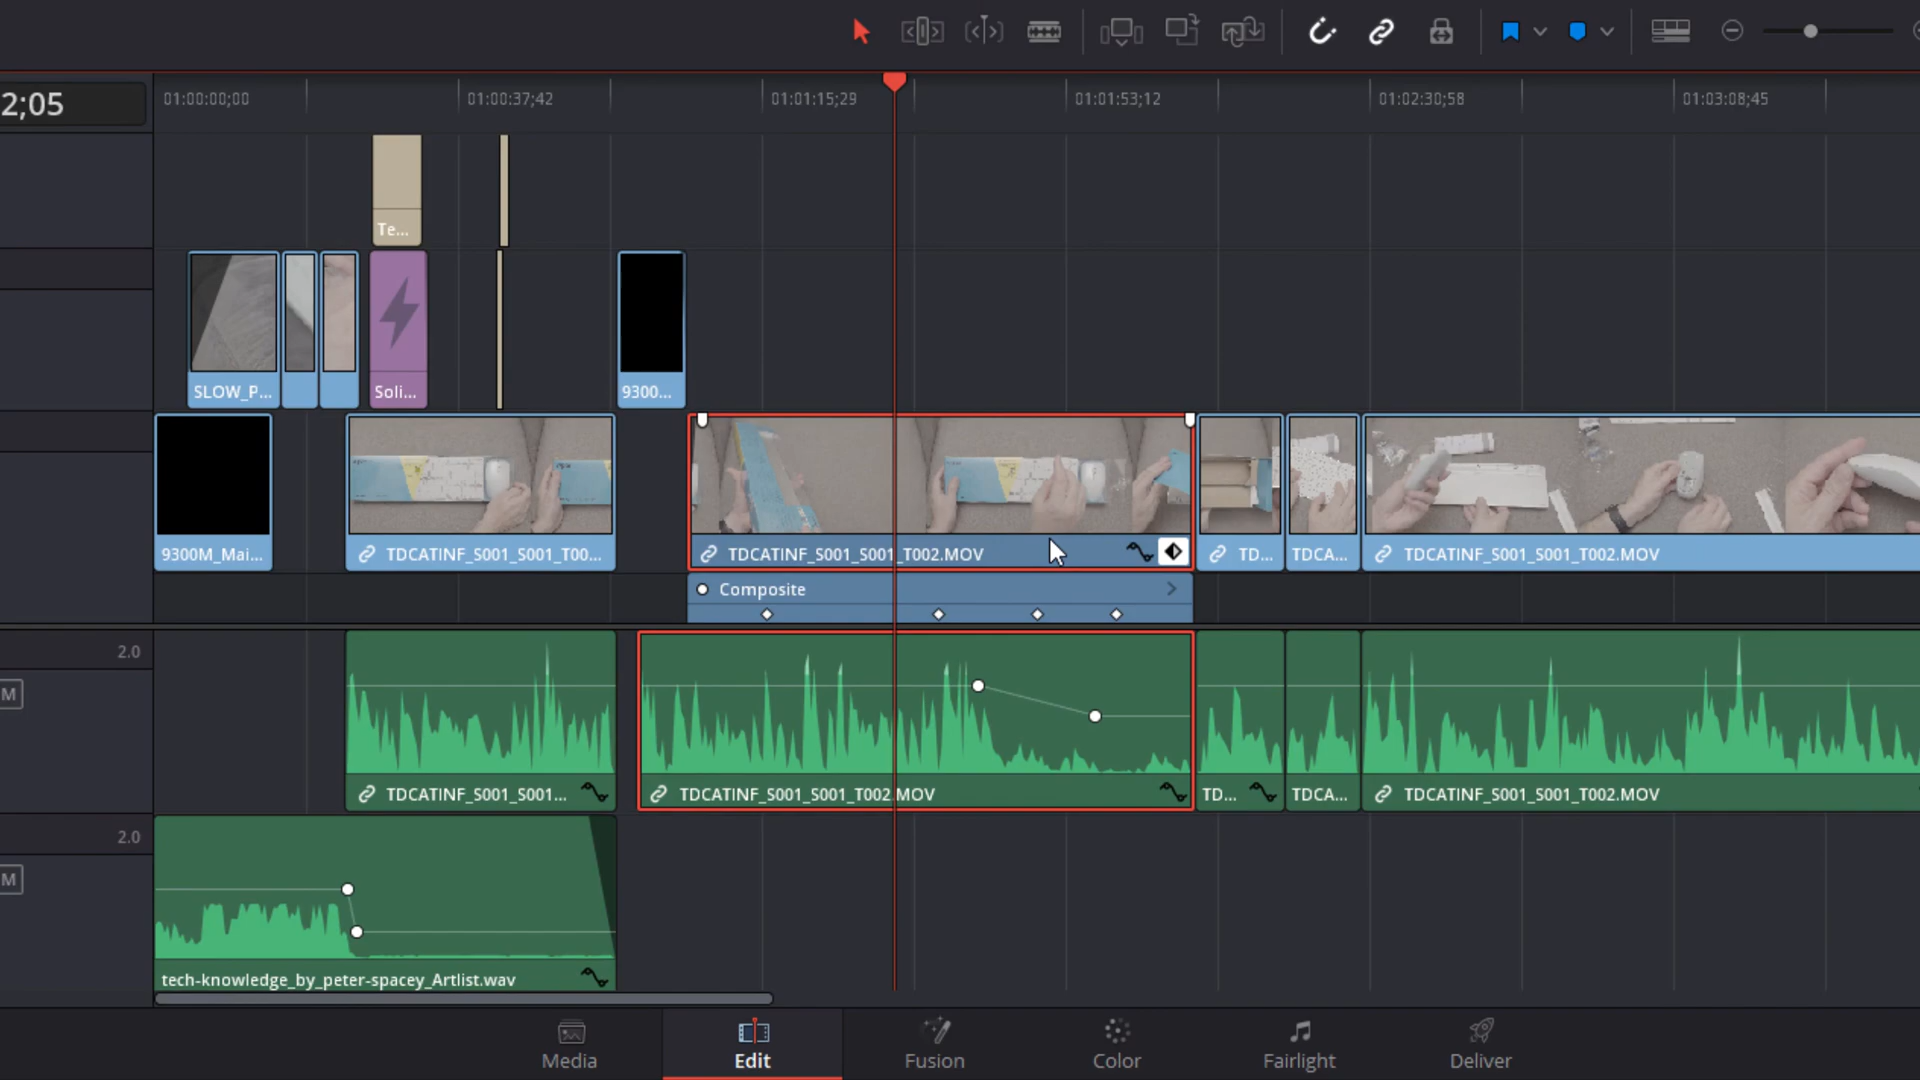 2;05
01:00:00;00
01:00:37;42
01:01:15;29
01:01:53;12
01:02:30;58
01:03:08;45
Te...
SLOW_P...
Soli...
9300...
9300M_Mai...
TDCATINF_S001_S001_T00...
TDCATINF_S001_S001_T002.MOV
TD...
TDCA...
TDCATINF_S001_S001_T002.MOV
Composite
2.0
M
TDCATINF_S001_S001...
TDCATINF_S001_S001_T002.MOV
TD...
TDCA...
TDCATINF_S001_S001_T002.MOV
2.0
M
tech-knowledge_by_peter-spacey_Artlist.wav
Media
Edit
Fusion
Color
Fairlight
Deliver